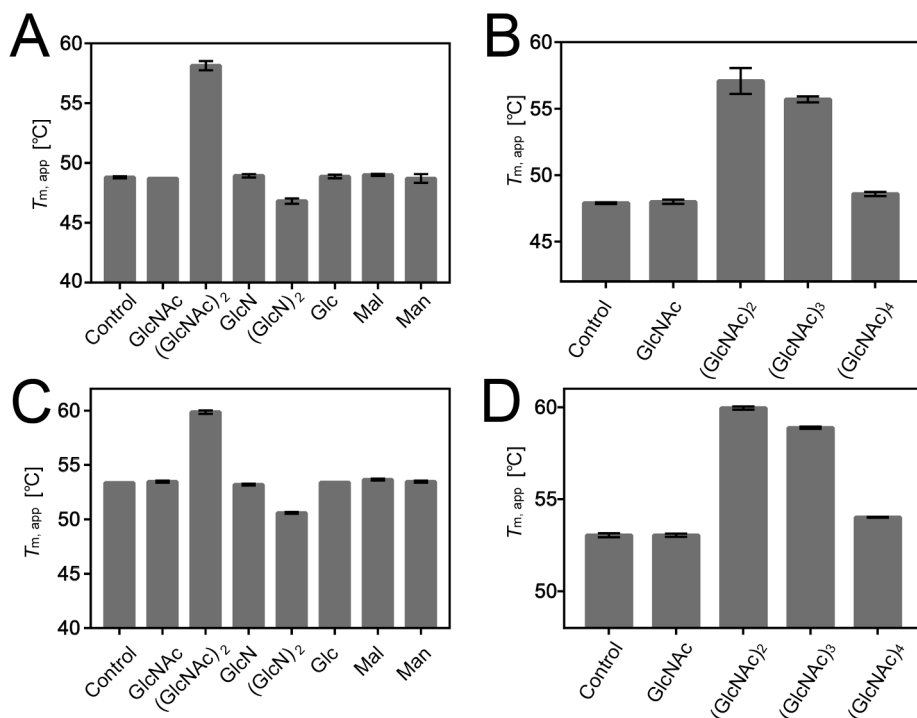 A
60
55
50
45
40
Tm, app [°C]
Control
GlcNAc
(GlcNAc)2
GlcN
(GlcN)2
Glc
Mal
Man
B
60
55
50
45
Tm, app [°C]
Control
GlcNAc
(GlcNAc)2
(GlcNAc)3
(GlcNAc)4
C
60
55
50
45
40
Tm, app [°C]
Control
GlcNAc
(GlcNAc)2
GlcN
(GlcN)2
Glc
Mal
Man
D
60
55
50
Tm, app [°C]
Control
GlcNAc
(GlcNAc)2
(GlcNAc)3
(GlcNAc)4